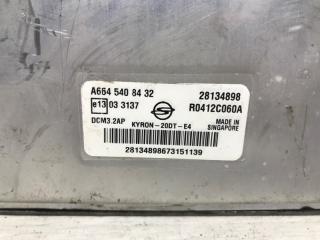 A664 540 84 32
28134898
e13 03 3137
R0412C060A
DCM3.2AP KYRON-20DT-E4
MADE IN
SINGAPORE
28134898673151139